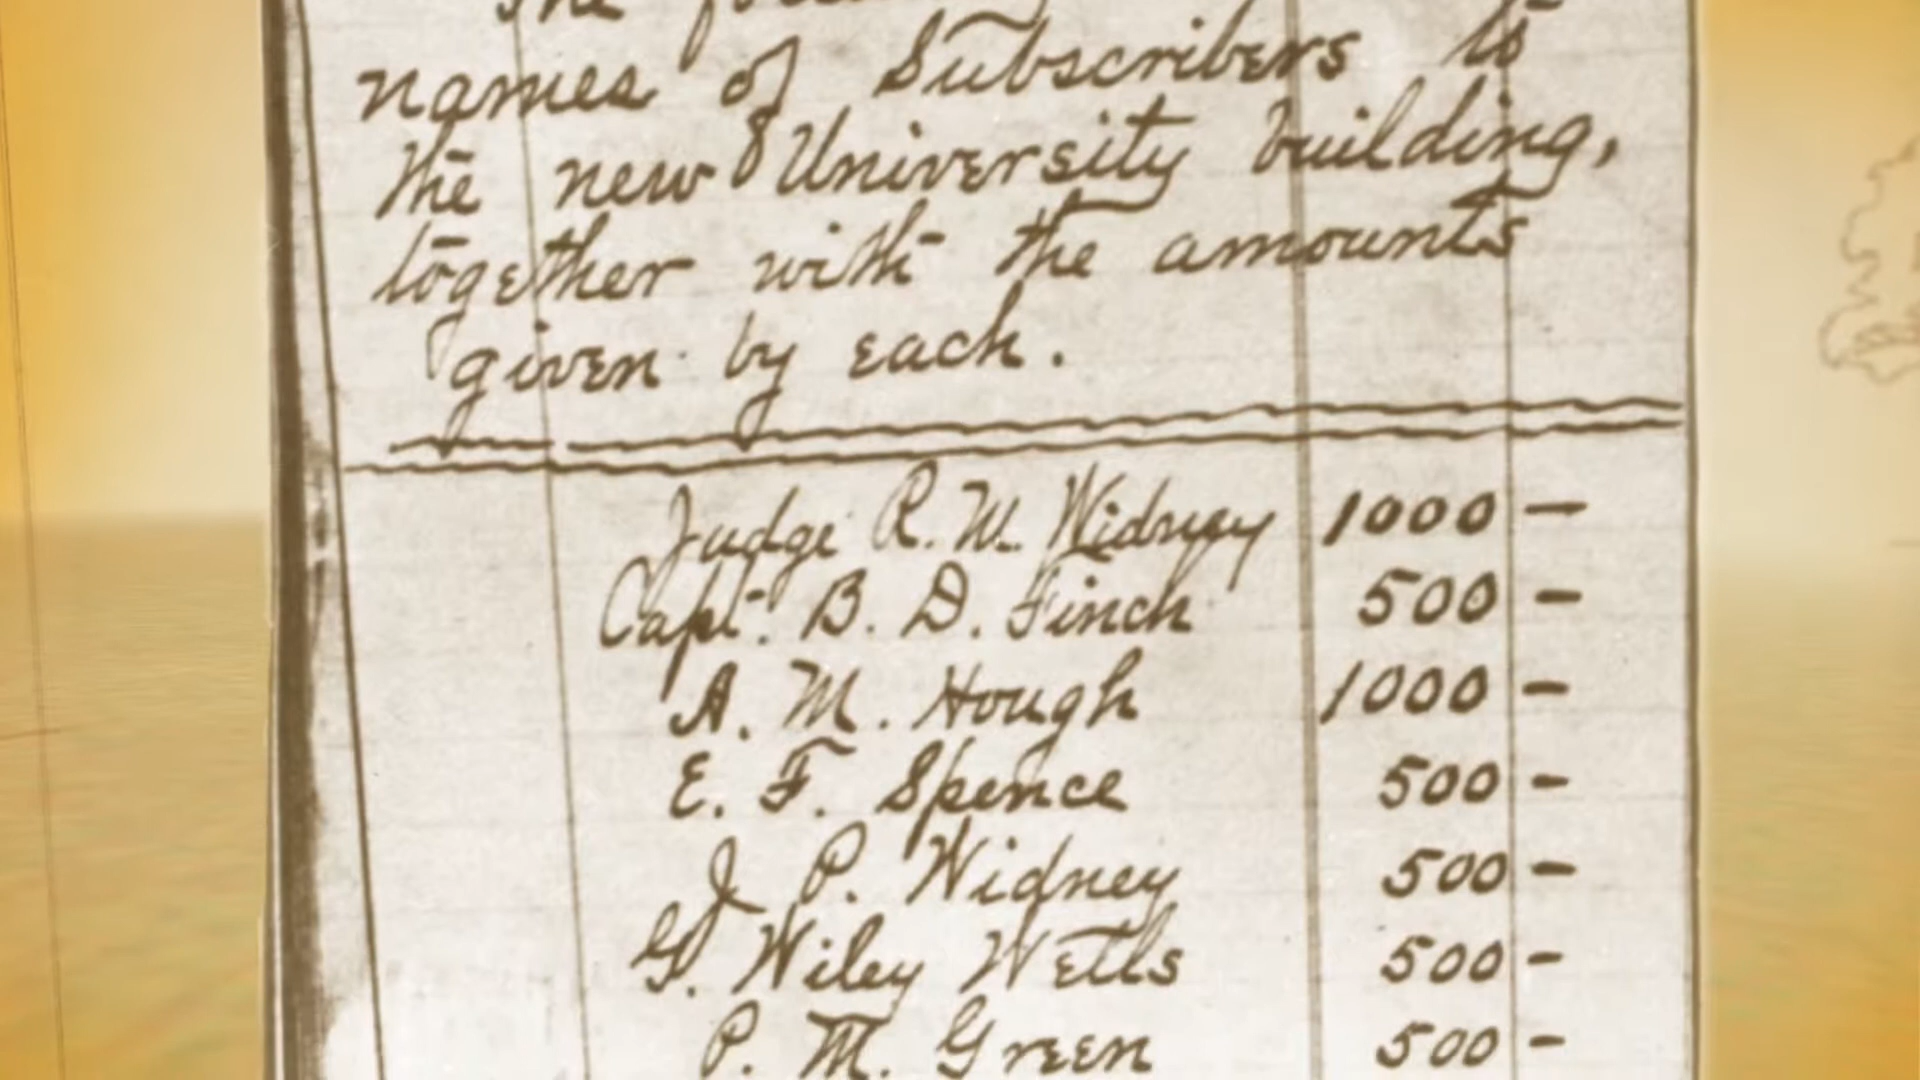 The
names of Subscribers to
the new University building,
together with the amounts
given by each.
Judge R. W. Widney 1000 —
Capt. B. D. Finch 500 —
A. M. Hough 1000 —
E. F. Spence 500 —
J P. Widney 500 —
G. Wiley Wells 500 —
P. M. Green 500 —